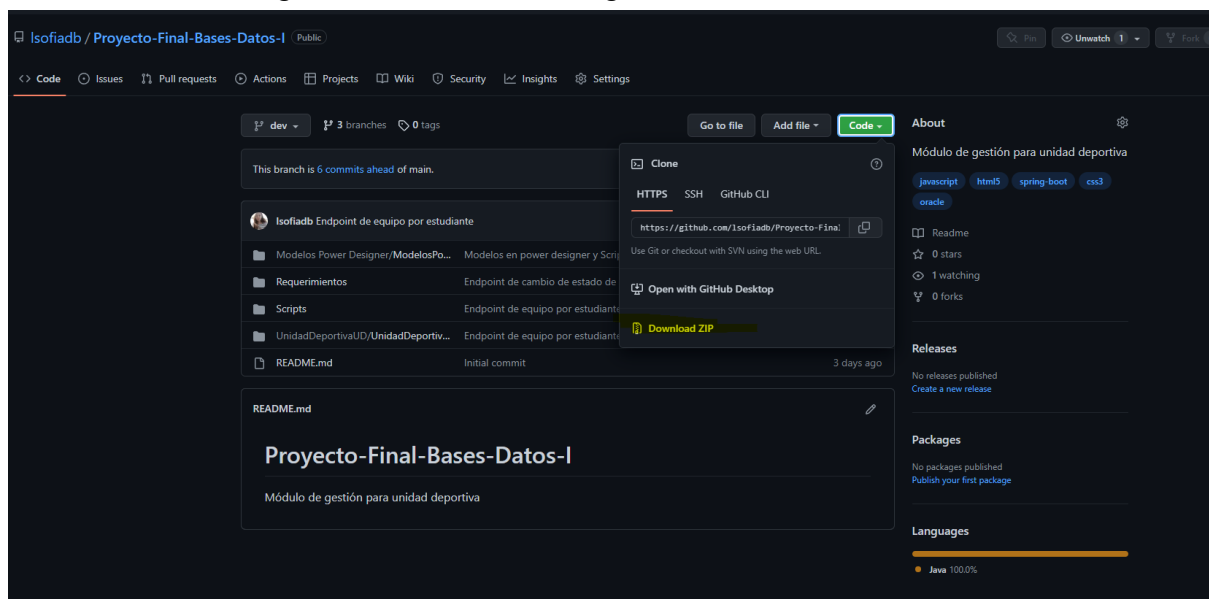 lsofiadb / Proyecto-Final-Bases-Datos-I Public
Pin Unwatch 1 Fork
<> Code Issues Pull requests Actions Projects Wiki Security Insights Settings
dev 3 branches 0 tags Go to file Add file Code
This branch is 6 commits ahead of main.
lsofiadb Endpoint de equipo por estudiante
Modelos Power Designer/ModelosPo... Modelos en power designer y Scrip
Requerimientos Endpoint de cambio de estado de
Scripts Endpoint de equipo por estudiante
UnidadDeportivaUD/UnidadDeportiv... Endpoint de equipo por estudiante
README.md Initial commit 3 days ago
Clone
HTTPS SSH GitHub CLI
https://github.com/lsofiadb/Proyecto-Fina
Use Git or checkout with SVN using the web URL.
Open with GitHub Desktop
Download ZIP
README.md
Proyecto-Final-Bases-Datos-I
Módulo de gestión para unidad deportiva
About
Módulo de gestión para unidad deportiva
javascript html5 spring-boot css3
oracle
Readme
0 stars
1 watching
0 forks
Releases
No releases published
Create a new release
Packages
No packages published
Publish your first package
Languages
Java 100.0%